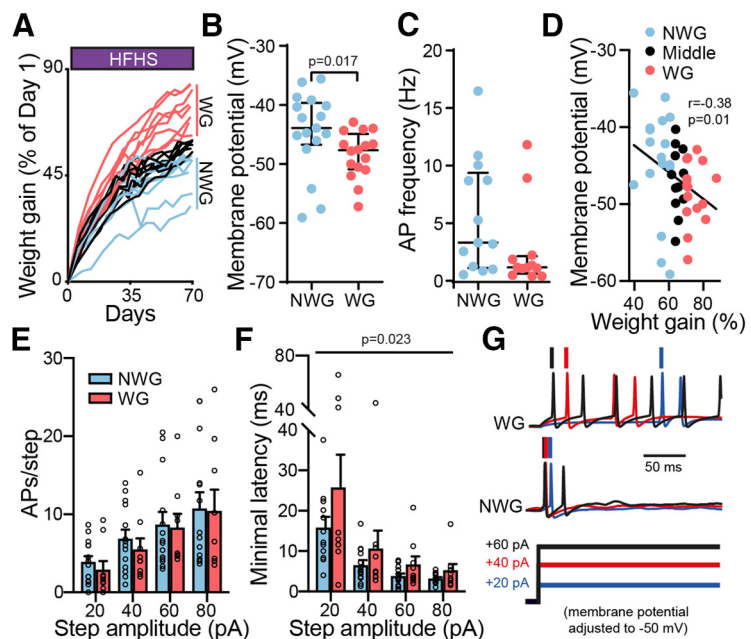 A
HFHS
Weight gain (% of Day 1)
90
45
0
0
35
70
Days
WG
NWG
B
Membrane potential (mV)
-30
-40
-50
-60
-70
p=0.017
NWG
WG
C
AP frequency (Hz)
20
15
10
5
0
NWG
WG
D
NWG
Middle
WG
Membrane potential (mV)
-30
-40
-50
-60
r=-0.38
p=0.01
40
60
80
Weight gain (%)
E
APs/step
30
20
10
0
NWG
WG
20
40
60
80
Step amplitude (pA)
F
p=0.023
Minimal latency (ms)
80
40
40
30
20
10
0
20
40
60
80
Step amplitude (pA)
G
WG
50 ms
NWG
+60 pA
+40 pA
+20 pA
(membrane potential
adjusted to -50 mV)